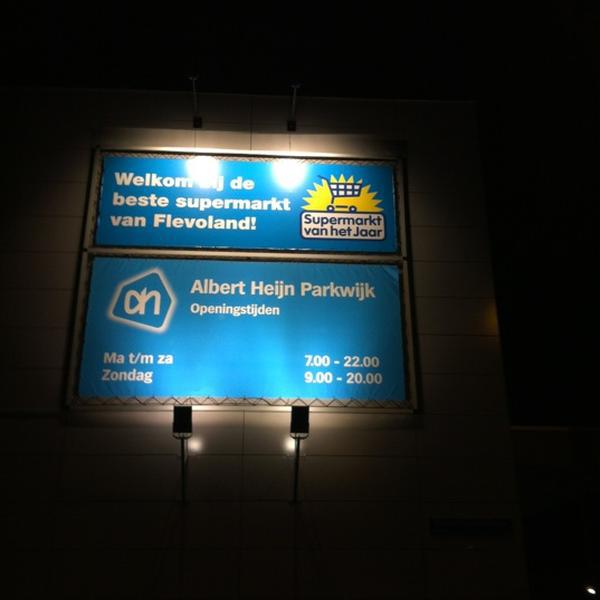 Welkom bij de
beste supermarkt
van Flevoland!
Supermarkt
van het Jaar
ah
Albert Heijn Parkwijk
Openingstijden
Ma t/m za 7.00 - 22.00
Zondag 9.00 - 20.00